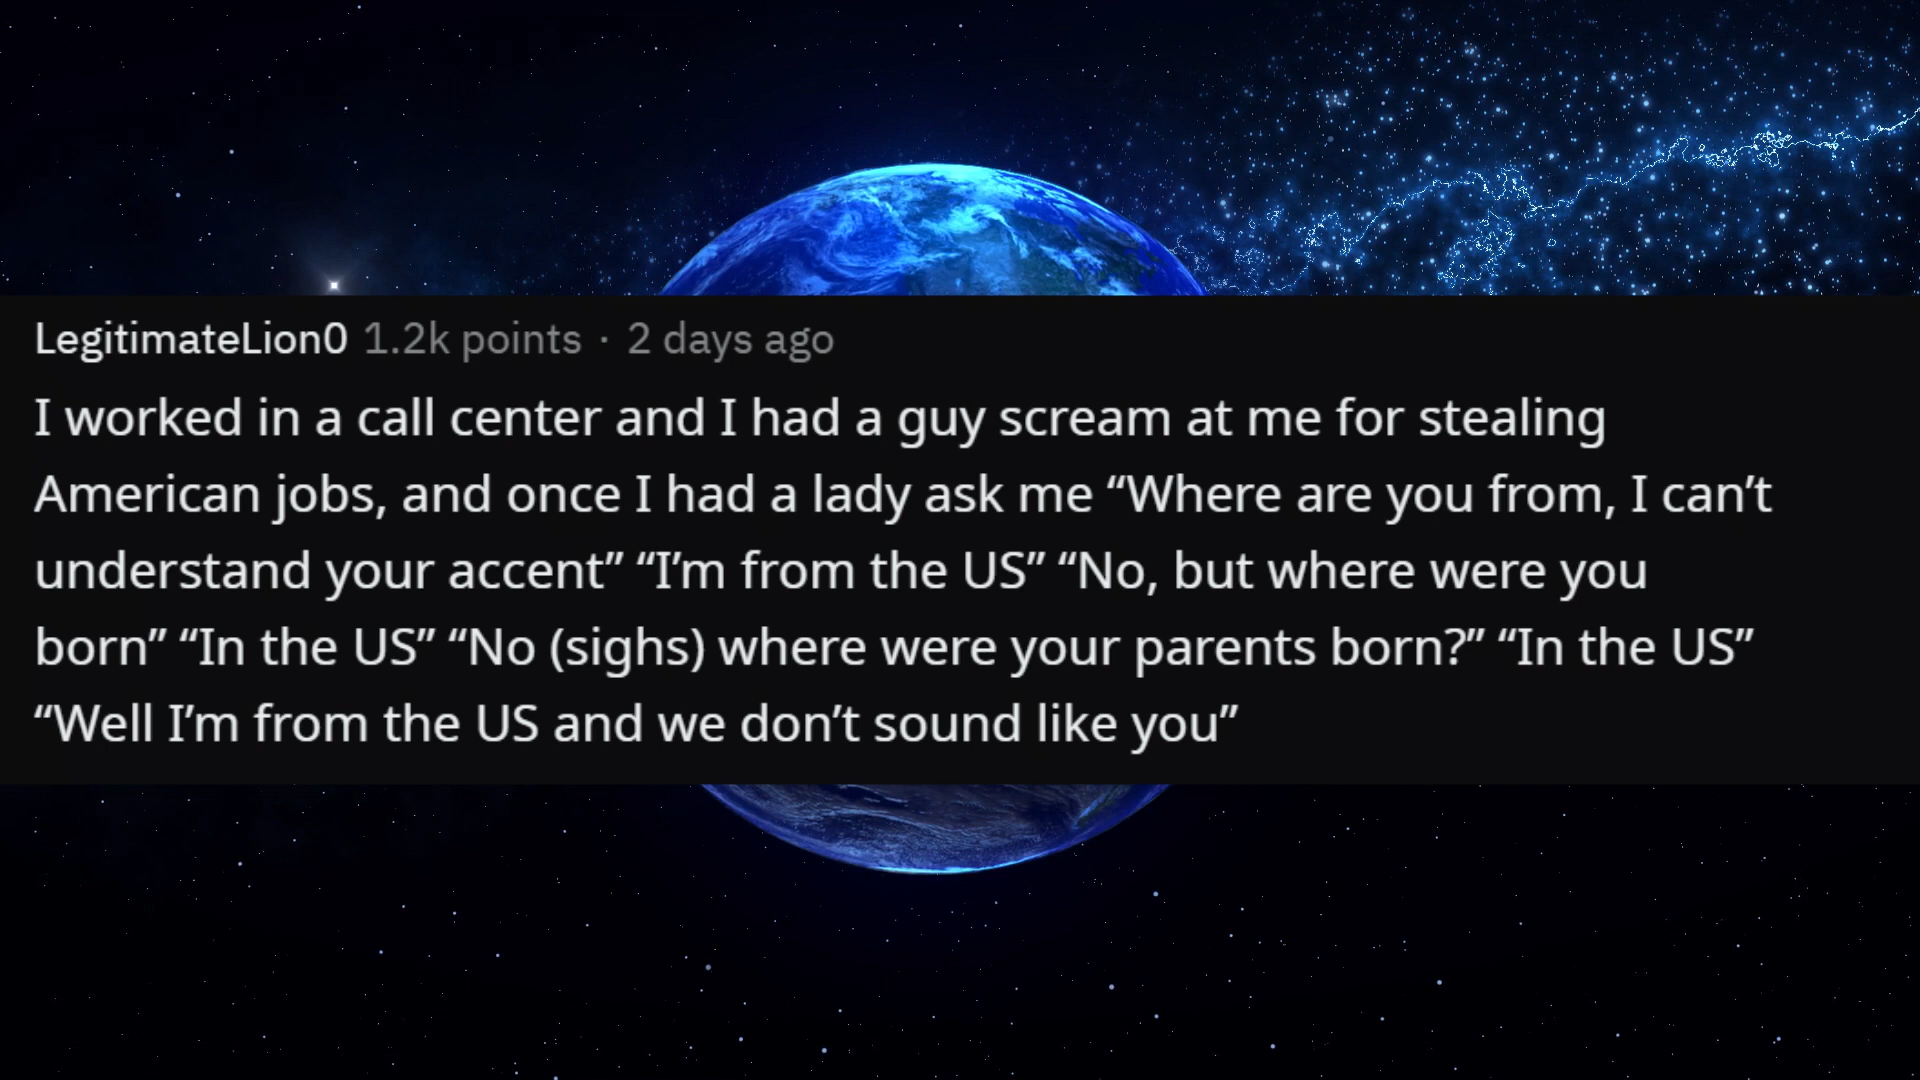 LegitimateLion0 1.2k points · 2 days ago
I worked in a call center and I had a guy scream at me for stealing
American jobs, and once I had a lady ask me “Where are you from, I can’t
understand your accent” “I’m from the US” “No, but where were you
born” “In the US” “No (sighs) where were your parents born?” “In the US”
“Well I’m from the US and we don’t sound like you”